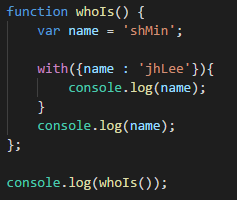 function whoIs() {
    var name = 'shMin';

    with({name : 'jhLee'}){
        console.log(name);
    }
    console.log(name);
};

console.log(whoIs());